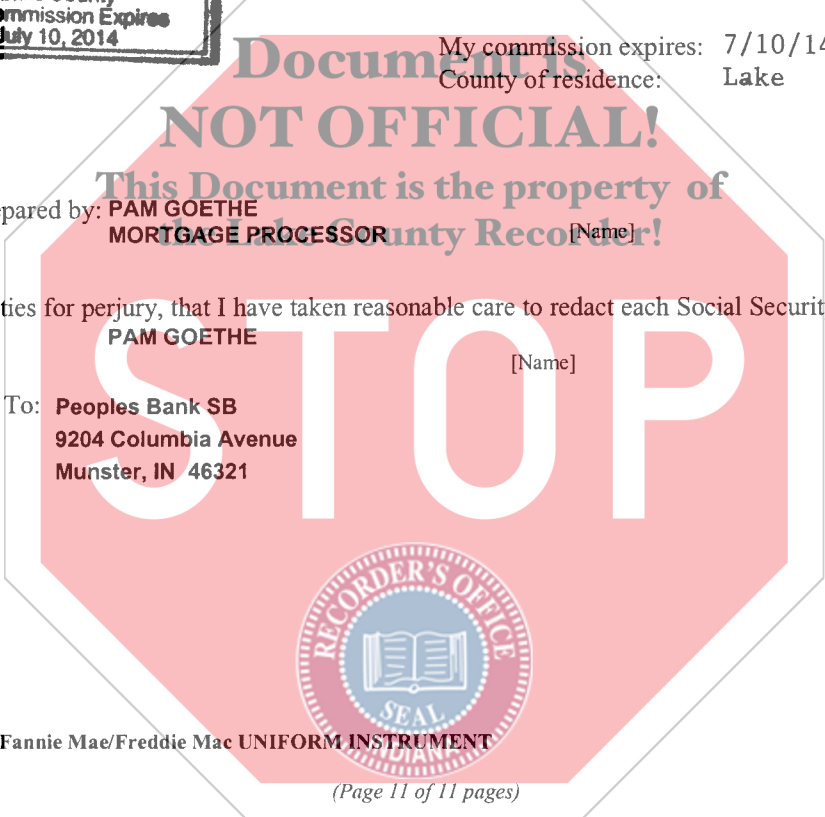 County
mmission Expires
July 10, 2014
My commission expires: 7/10/14
County of residence: Lake
Document is
NOT OFFICIAL!
This Document is the property of
the Lake County Recorder!
epared by: PAM GOETHE
MORTGAGE PROCESSOR
[Name]
ties for perjury, that I have taken reasonable care to redact each Social Securit
PAM GOETHE
[Name]
To: Peoples Bank SB
9204 Columbia Avenue
Munster, IN 46321
STOP
RECORDER'S OFFICE
SEAL
INDIANA
Fannie Mae/Freddie Mac UNIFORM INSTRUMENT
(Page 11 of 11 pages)